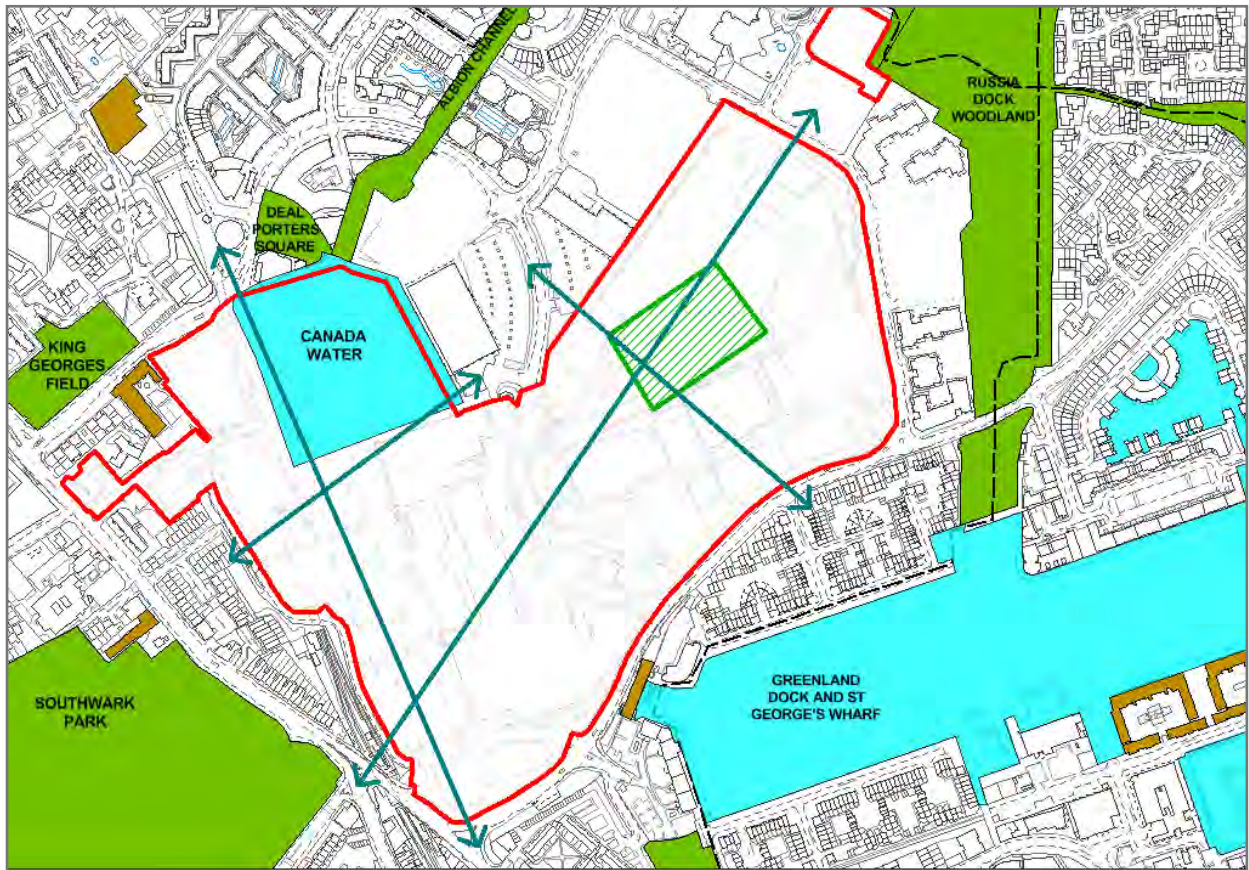 ALBION CHANNEL
RUSSIA
DOCK
WOODLAND
DEAL
PORTERS
SQUARE
CANADA
WATER
KING
GEORGES
FIELD
SOUTHWARK
PARK
GREENLAND
DOCK AND ST
GEORGE'S WHARF